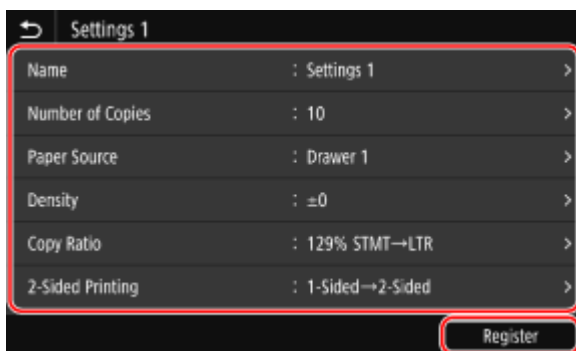 Settings 1
Name : Settings 1 >
Number of Copies : 10 >
Paper Source : Drawer 1 >
Density : ±0 >
Copy Ratio : 129% STMT→LTR >
2-Sided Printing : 1-Sided→2-Sided >
Register